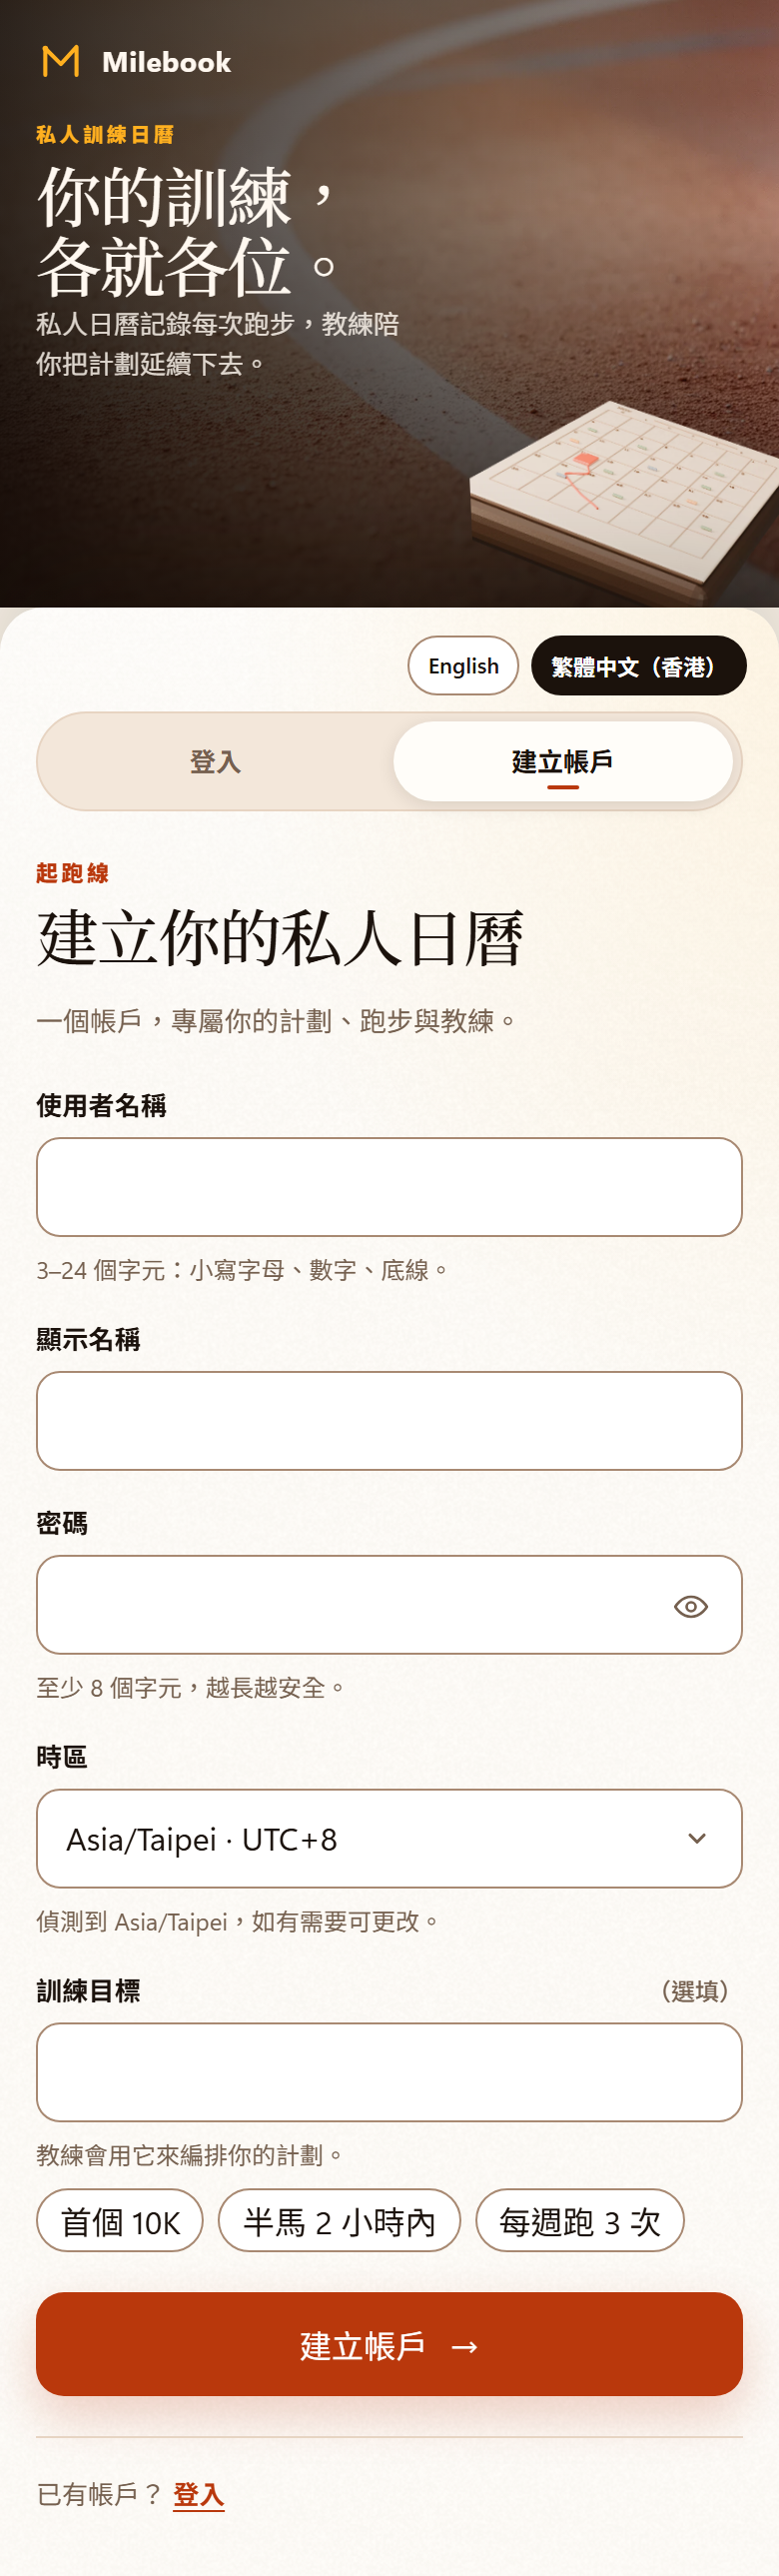 Milebook
私人訓練日曆
你的訓練，
各就各位。
私人日曆記錄每次跑步，教練陪
你把計劃延續下去。
English
繁體中文（香港）
登入
建立帳戶
起跑線
建立你的私人日曆
一個帳戶，專屬你的計劃、跑步與教練。
使用者名稱
3–24 個字元：小寫字母、數字、底線。
顯示名稱
密碼
至少 8 個字元，越長越安全。
時區
Asia/Taipei · UTC+8
偵測到 Asia/Taipei，如有需要可更改。
訓練目標
（選填）
教練會用它來編排你的計劃。
首個 10K
半馬 2 小時內
每週跑 3 次
建立帳戶 →
已有帳戶？ 登入